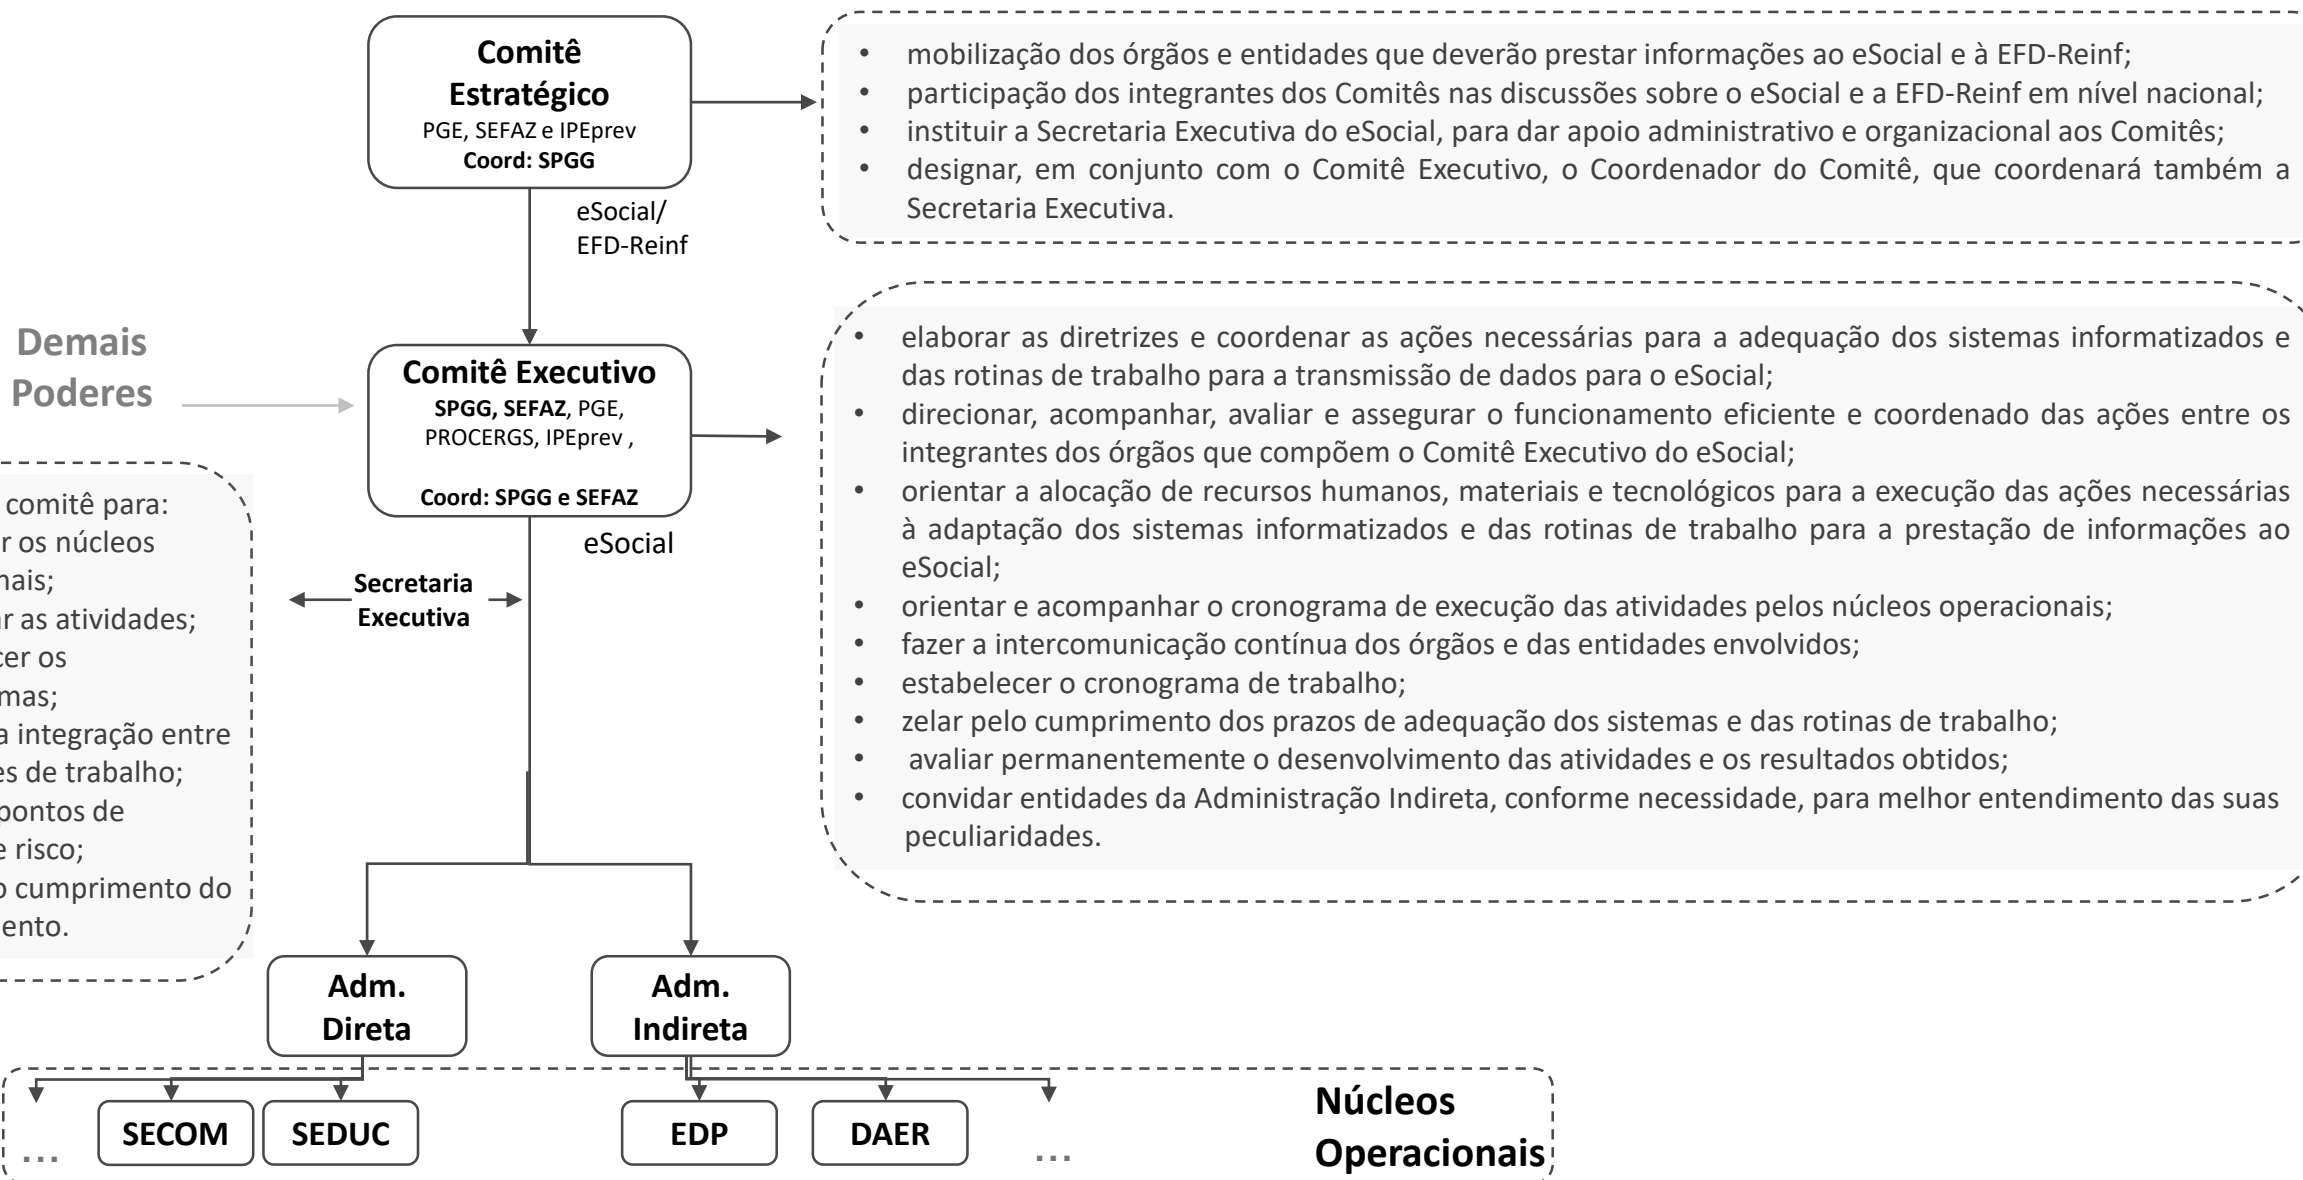 Comitê
Estratégico
PGE, SEFAZ e IPEprev
Coord: SPGG
• mobilização dos órgãos e entidades que deverão prestar informações ao eSocial e à EFD-Reinf;
• participação dos integrantes dos Comitês nas discussões sobre o eSocial e a EFD-Reinf em nível nacional;
• instituir a Secretaria Executiva do eSocial, para dar apoio administrativo e organizacional aos Comitês;
• designar, em conjunto com o Comitê Executivo, o Coordenador do Comitê, que coordenará também a
Secretaria Executiva.
eSocial/
EFD-Reinf
Demais
Poderes
Comitê Executivo
SPGG, SEFAZ, PGE,
PROCERGS, IPEprev ,
Coord: SPGG e SEFAZ
eSocial
• elaborar as diretrizes e coordenar as ações necessárias para a adequação dos sistemas informatizados e
das rotinas de trabalho para a transmissão de dados para o eSocial;
• direcionar, acompanhar, avaliar e assegurar o funcionamento eficiente e coordenado das ações entre os
integrantes dos órgãos que compõem o Comitê Executivo do eSocial;
• orientar a alocação de recursos humanos, materiais e tecnológicos para a execução das ações necessárias
à adaptação dos sistemas informatizados e das rotinas de trabalho para a prestação de informações ao
eSocial;
• orientar e acompanhar o cronograma de execução das atividades pelos núcleos operacionais;
• fazer a intercomunicação contínua dos órgãos e das entidades envolvidos;
• estabelecer o cronograma de trabalho;
• zelar pelo cumprimento dos prazos de adequação dos sistemas e das rotinas de trabalho;
• avaliar permanentemente o desenvolvimento das atividades e os resultados obtidos;
• convidar entidades da Administração Indireta, conforme necessidade, para melhor entendimento das suas
peculiaridades.
comitê para:
r os núcleos
nais;
ar as atividades;
cer os
mas;
a integração entre
es de trabalho;
pontos de
e risco;
o cumprimento do
ento.
Secretaria
Executiva
Adm.
Direta
Adm.
Indireta
...
SECOM
SEDUC
EDP
DAER
...
Núcleos
Operacionais